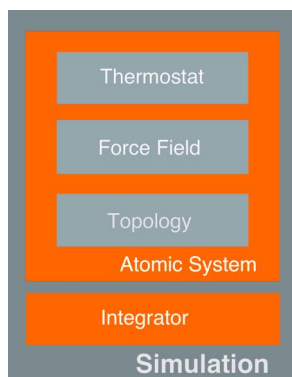 Thermostat
Force Field
Topology
Atomic System
Integrator
Simulation